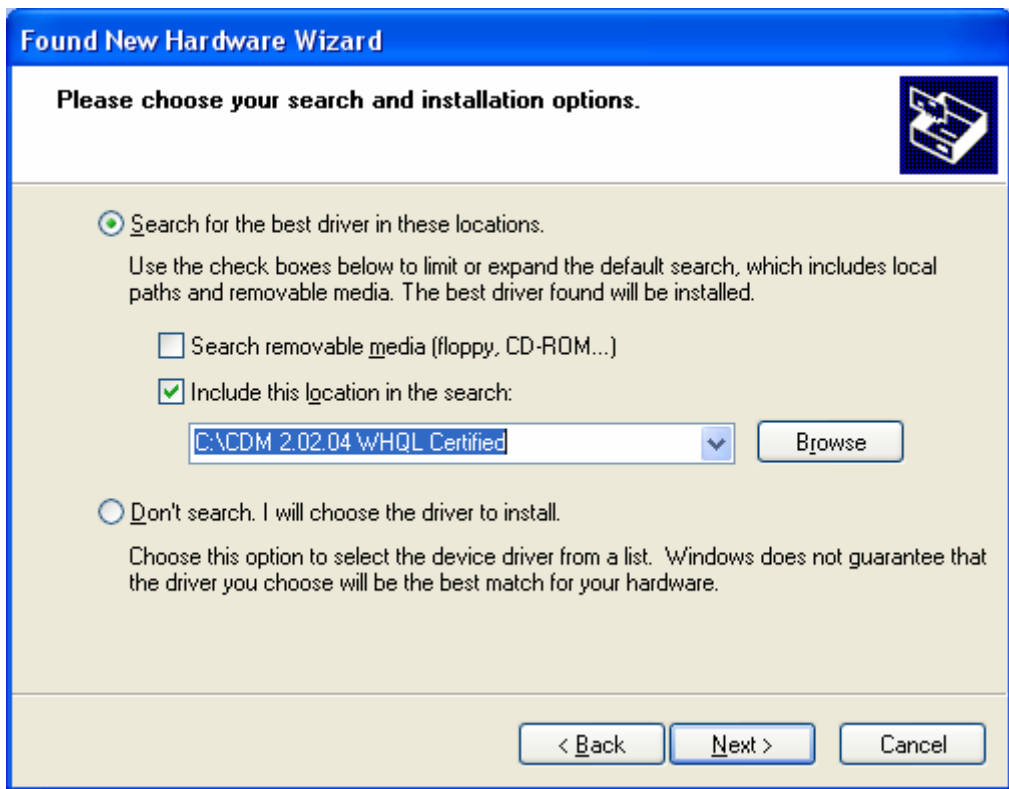 Found New Hardware Wizard
Please choose your search and installation options.
Search for the best driver in these locations.
Use the check boxes below to limit or expand the default search, which includes local
paths and removable media. The best driver found will be installed.
Search removable media (floppy, CD-ROM...)
Include this location in the search:
C:\CDM 2.02.04 WHQL Certified
Browse
Don't search. I will choose the driver to install.
Choose this option to select the device driver from a list.  Windows does not guarantee that
the driver you choose will be the best match for your hardware.
< Back
Next >
Cancel